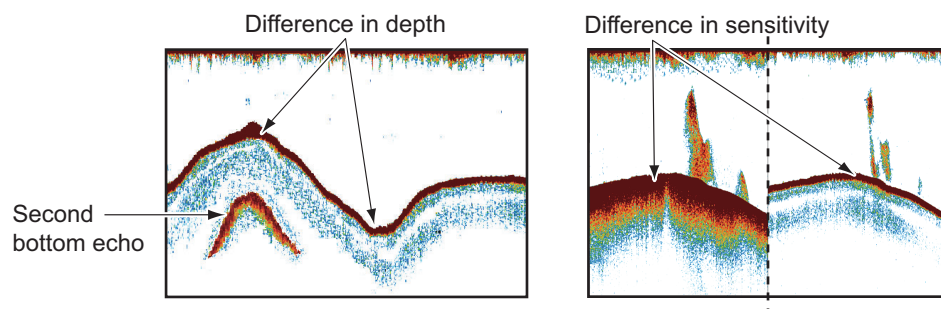 Difference in depth
Difference in sensitivity
Second
bottom echo